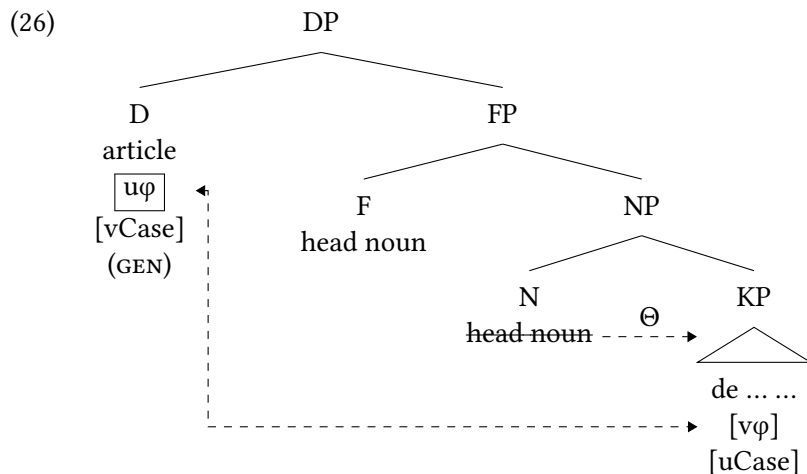 (26) DP
D FP
article
uφ F NP
[vCase] head noun
(GEN)
N KP
head noun Θ
de ... ...
[vφ]
[uCase]